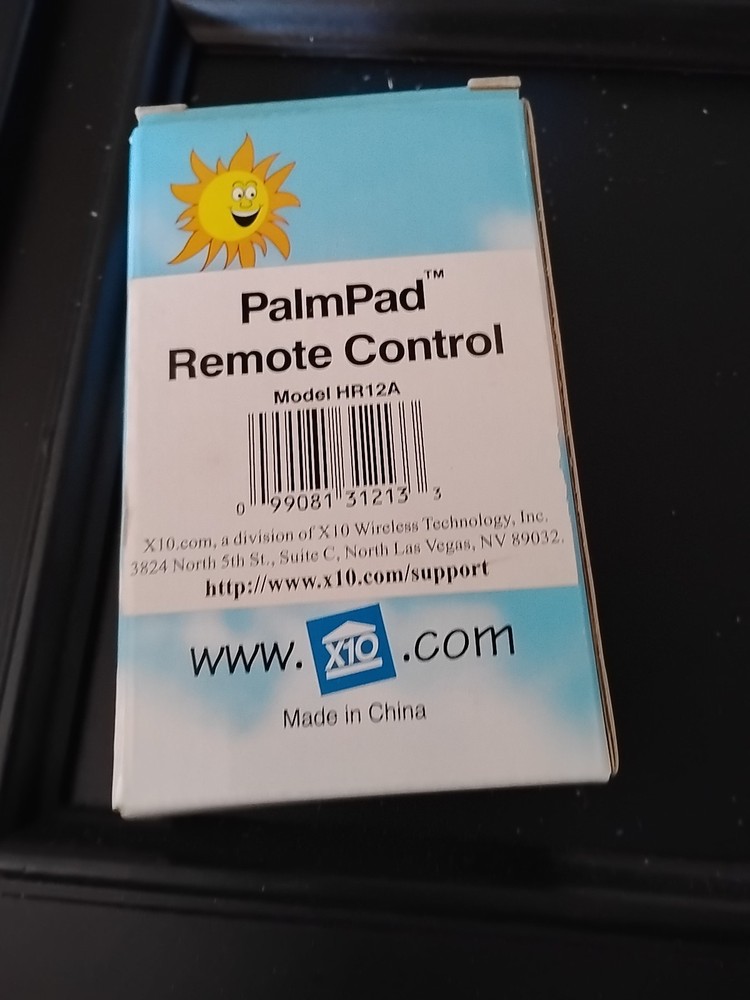 PalmPad™
Remote Control
Model HR12A
0 99081 31213 3
X10.com, a division of X10 Wireless Technology, Inc.
3824 North 5th St., Suite C, North Las Vegas, NV 89032.
http://www.x10.com/support
www.X10.com
Made in China